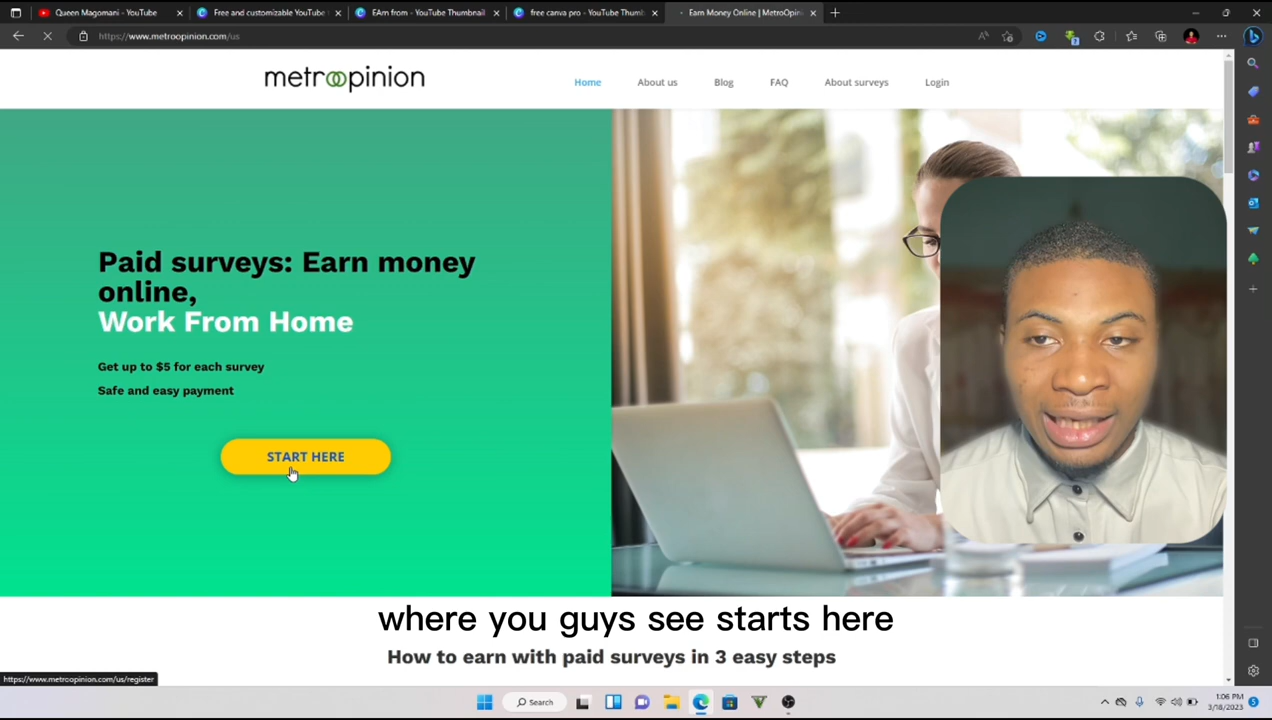 Queen Magomani - YouTube
Free and customizable YouTube t
EArn from - YouTube Thumbnail
free canva pro - YouTube Thumb
Earn Money Online | MetroOpin
https://www.metroopinion.com/us
metroopinion
Home
About us
Blog
FAQ
About surveys
Login
Paid surveys: Earn money
online,
Work From Home
Get up to $5 for each survey
Safe and easy payment
START HERE
where you guys see starts here
How to earn with paid surveys in 3 easy steps
https://www.metroopinion.com/us/register
Search
1:06 PM
3/18/2023